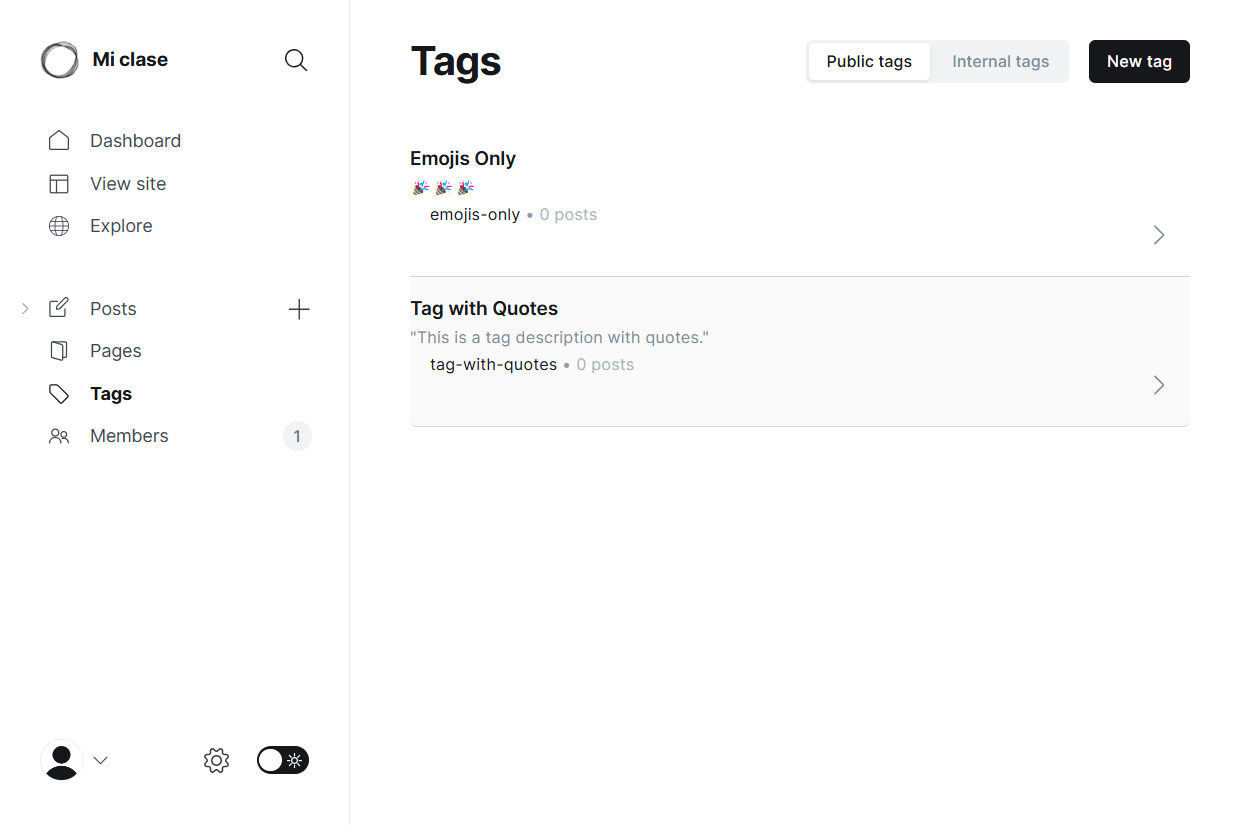 Mi clase
Dashboard
View site
Explore
Posts
Pages
Tags
Members 1
Tags
Public tags Internal tags New tag
Emojis Only
🎉 🎉 🎉
emojis-only • 0 posts
Tag with Quotes
"This is a tag description with quotes."
tag-with-quotes • 0 posts